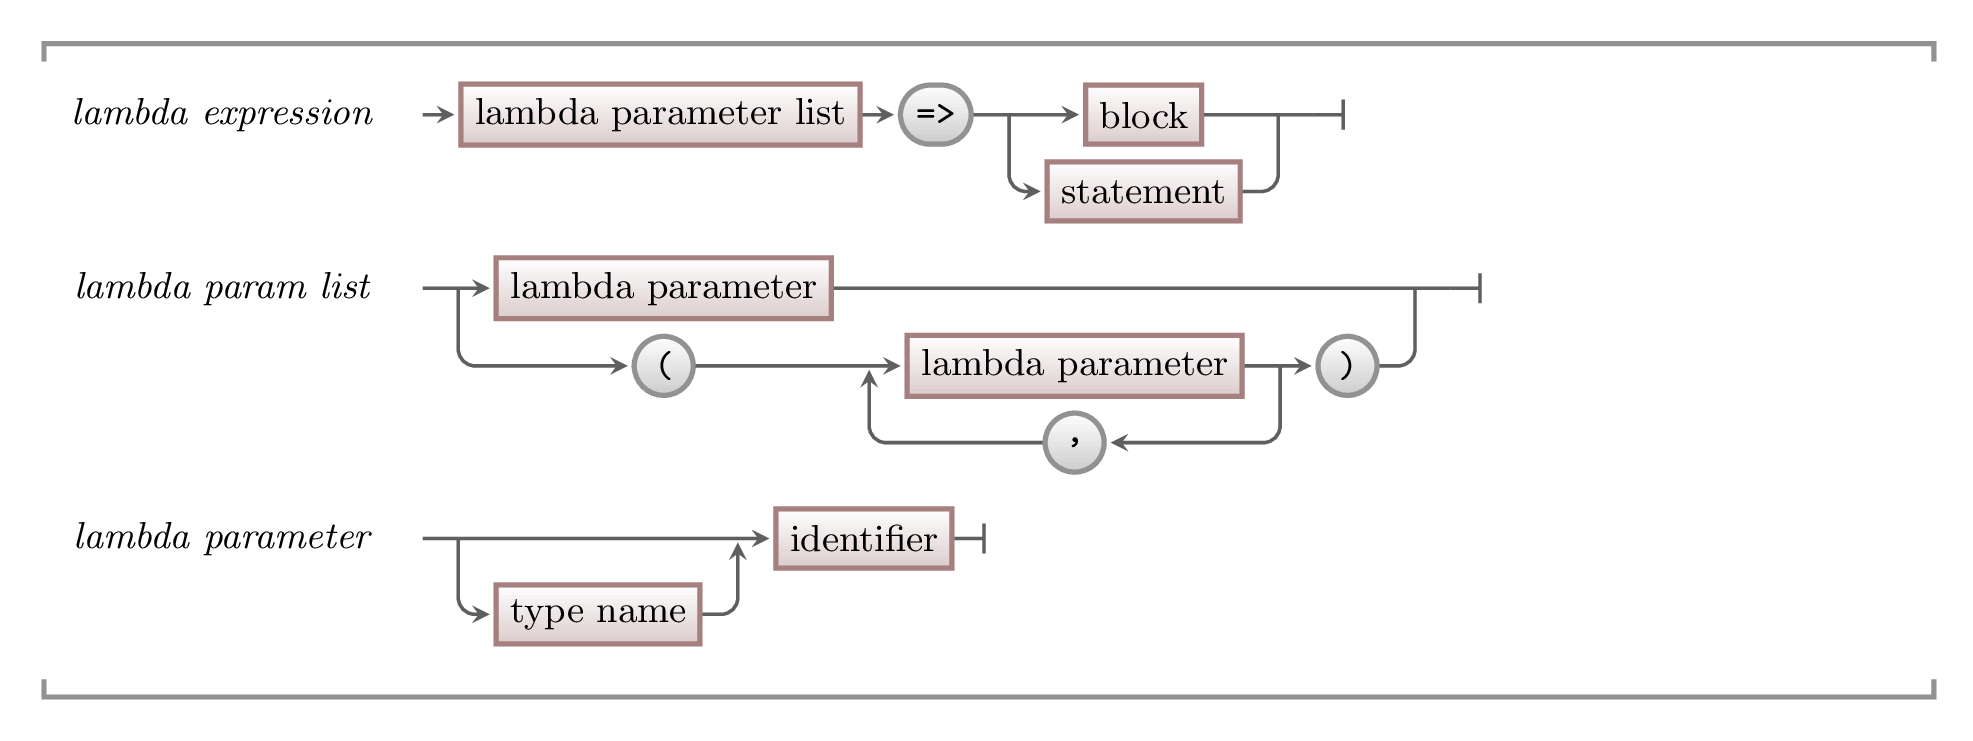 lambda expression lambda parameter list => block
statement
lambda param list lambda parameter
( lambda parameter )
,
lambda parameter identifier
type name